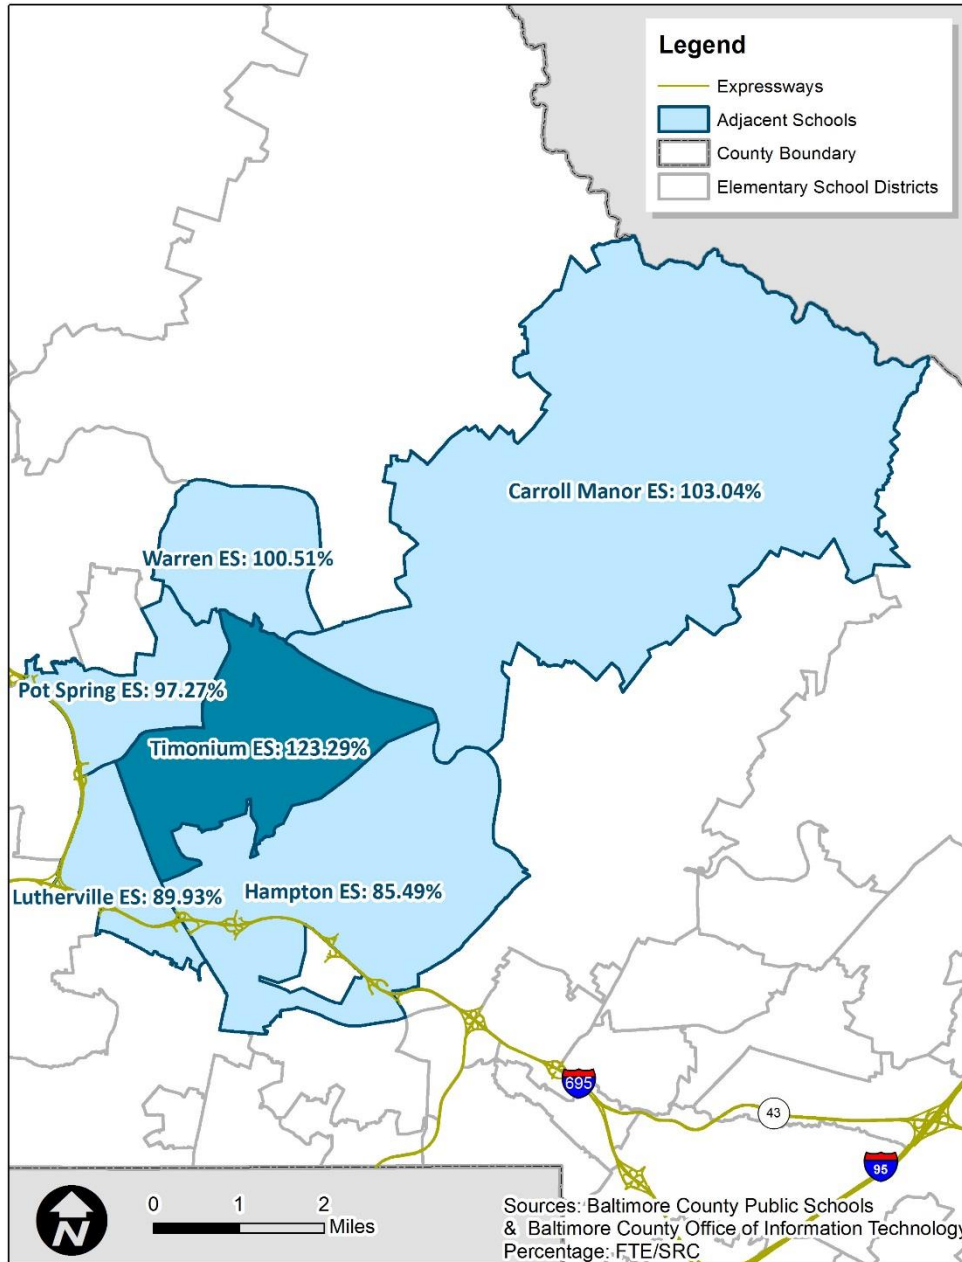 Legend
Expressways
Adjacent Schools
County Boundary
Elementary School Districts
Carroll Manor ES: 103.04%
Warren ES: 100.51%
Pot Spring ES: 97.27%
Timonium ES: 123.29%
Lutherville ES: 89.93%
Hampton ES: 85.49%
695
43
95
N
0 1 2
Miles
Sources: Baltimore County Public Schools
& Baltimore County Office of Information Technology
Percentage: FTE/SRC